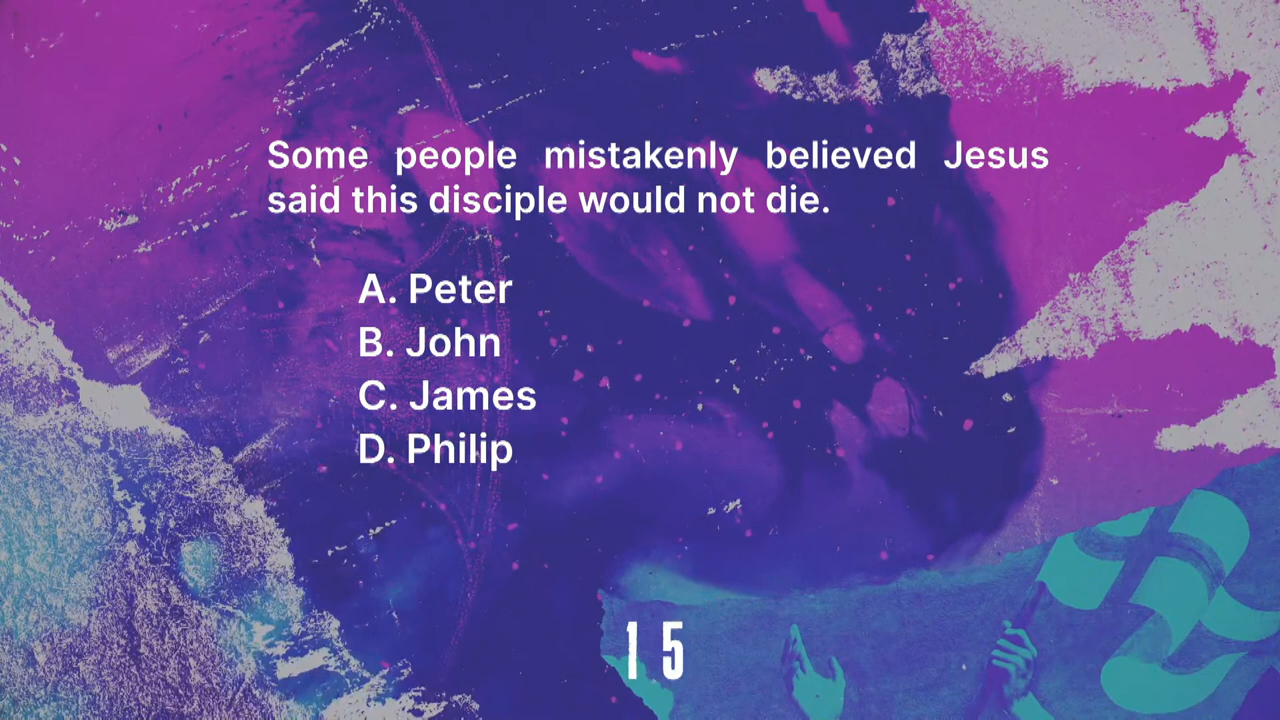 Some people mistakenly believed Jesus
said this disciple would not die.
A. Peter
B. John
C. James
D. Philip
15